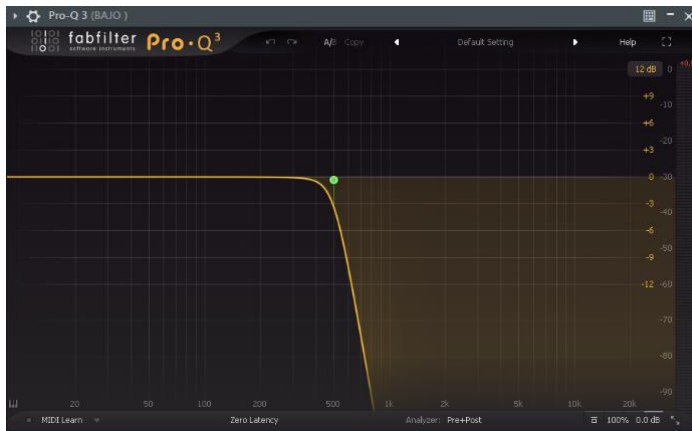 Pro-Q 3 (BAJO )
fabfilter Pro·Q³
software instruments
A/B Copy Default Setting Help
12 dB 0
+9
-10
+6
-20
+3
0 -30
-3
-40
-6
-50
-9
-12 -60
-70
-80
-90
20 50 100 200 500 1k 2k 5k 10k 20k
MIDI Learn Zero Latency Analyzer: Pre+Post 100% 0.0 dB